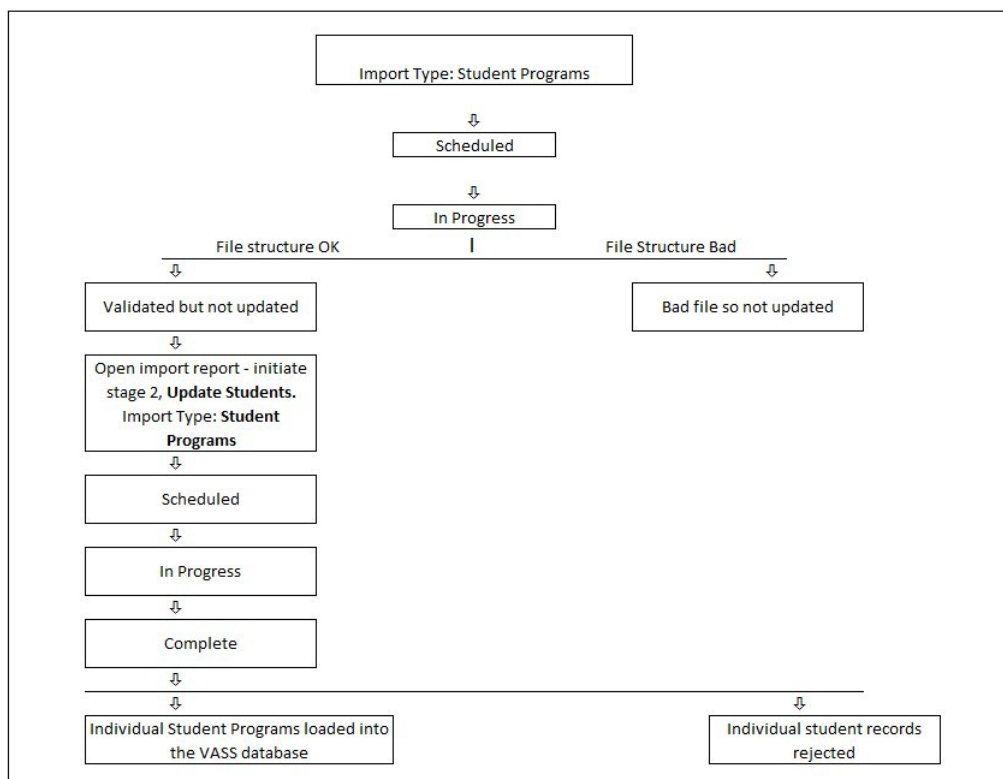 Import Type: Student Programs
Scheduled
In Progress
File structure OK
File Structure Bad
Validated but not updated
Bad file so not updated
Open import report - initiate
stage 2, Update Students.
Import Type: Student
Programs
Scheduled
In Progress
Complete
Individual Student Programs loaded into
the VASS database
Individual student records
rejected